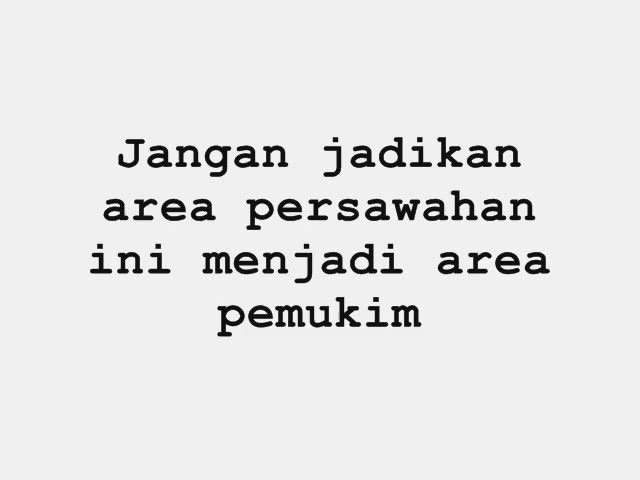 Jangan jadikan
area persawahan
ini menjadi area
pemukim